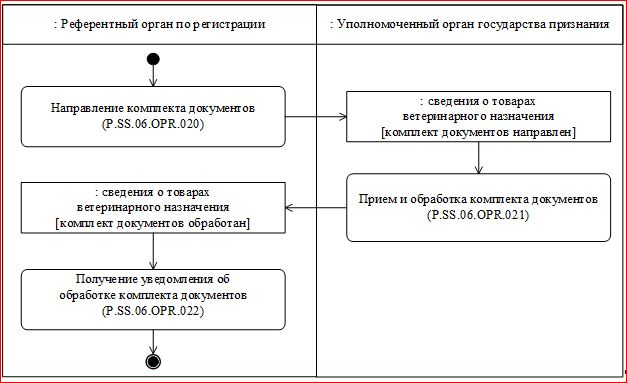 : Референтный орган по регистрации
: Уполномоченный орган государства признания
Направление комплекта документов
(P.SS.06.OPR.020)
: сведения о товарах
ветеринарного назначения
[комплект документов направлен]
Прием и обработка комплекта документов
(P.SS.06.OPR.021)
: сведения о товарах
ветеринарного назначения
[комплект документов обработан]
Получение уведомления об
обработке комплекта документов
(P.SS.06.OPR.022)